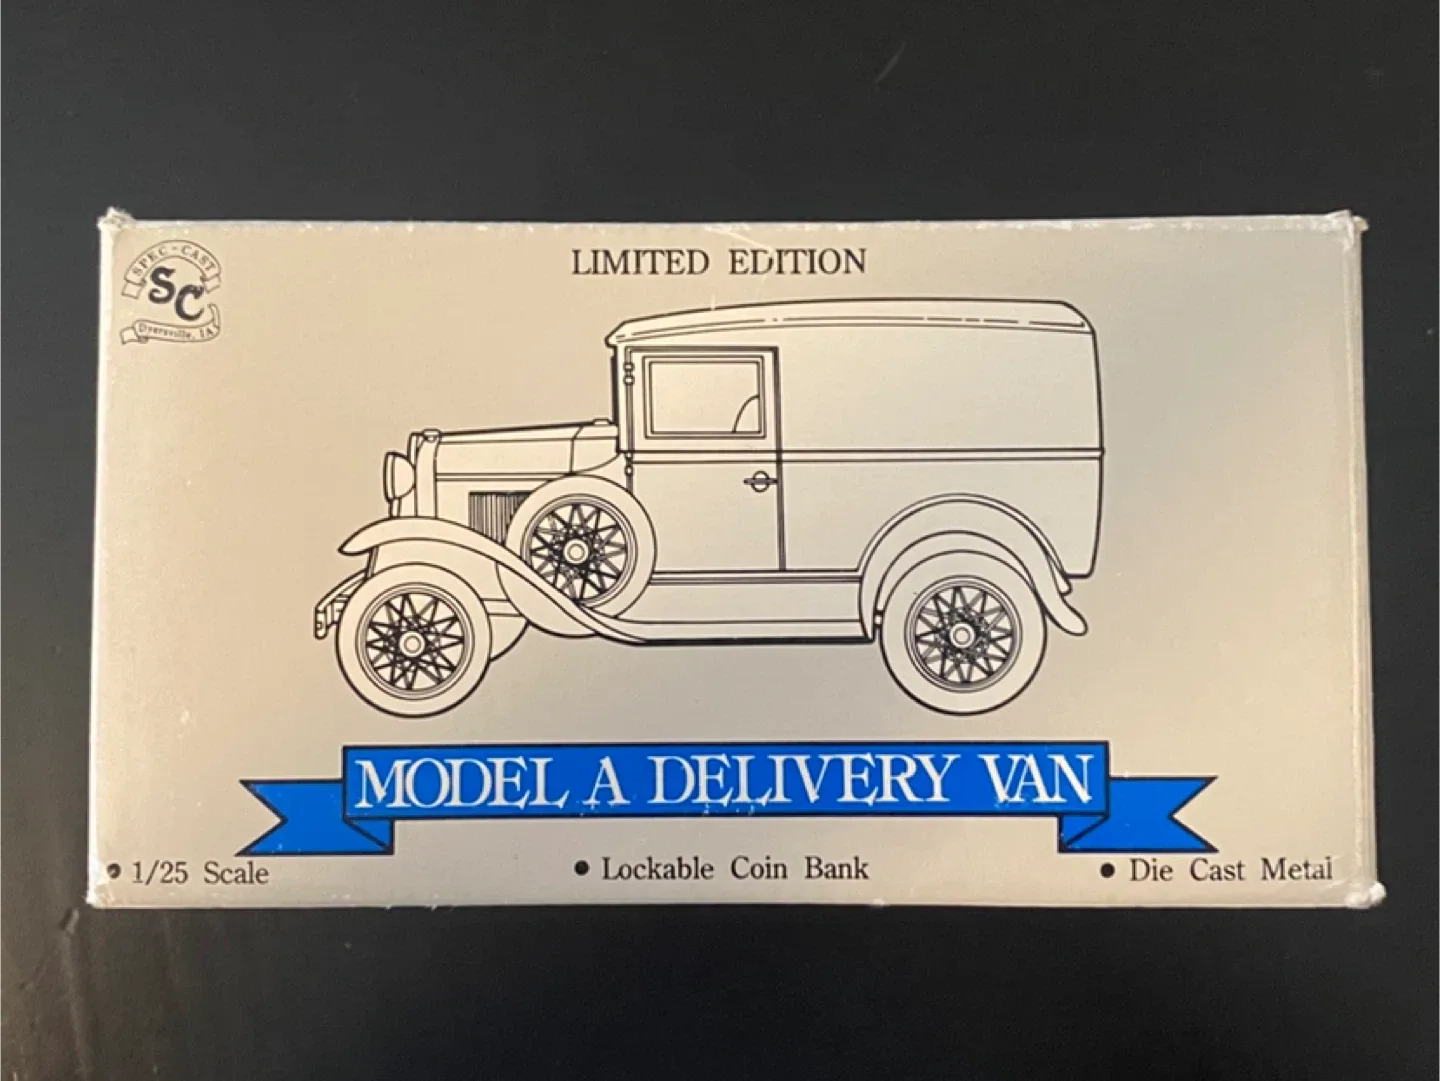 SPEC-CAST
SC
Dyersville, IA
LIMITED EDITION
MODEL A DELIVERY VAN
• 1/25 Scale
• Lockable Coin Bank
• Die Cast Metal